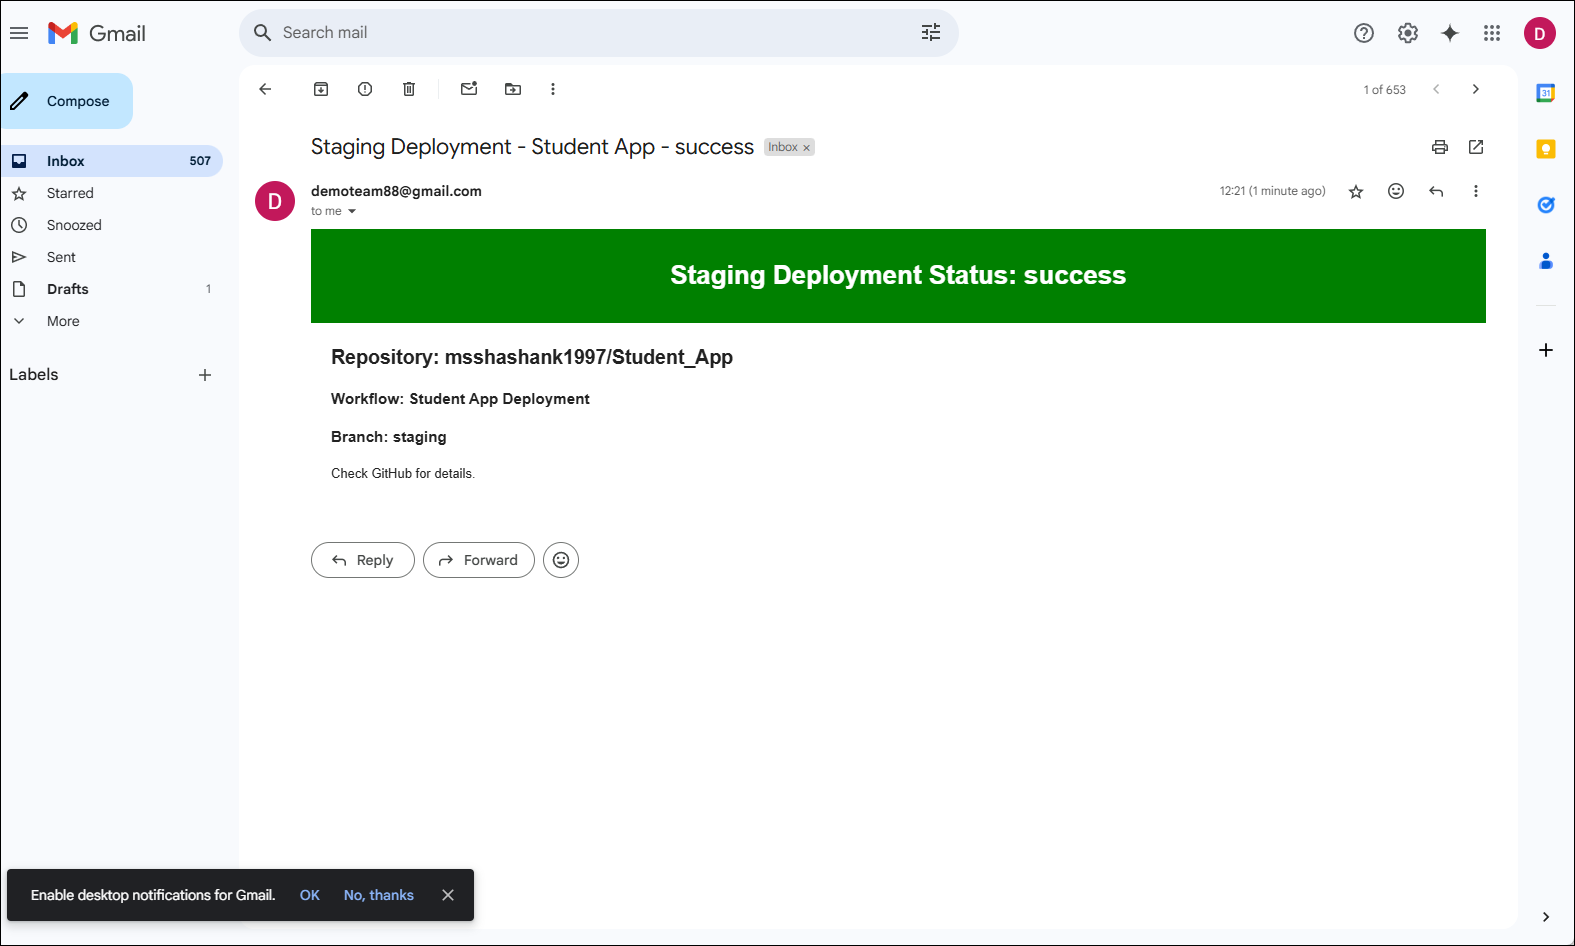 Gmail
Search mail
D
Compose
1 of 653
31
Staging Deployment - Student App - success
Inbox ×
Inbox 507
Starred
Snoozed
Sent
Drafts 1
More
Labels
D
demoteam88@gmail.com
12:21 (1 minute ago)
to me
Staging Deployment Status: success
Repository: msshashank1997/Student_App
Workflow: Student App Deployment
Branch: staging
Check GitHub for details.
Reply
Forward
Enable desktop notifications for Gmail. OK No, thanks